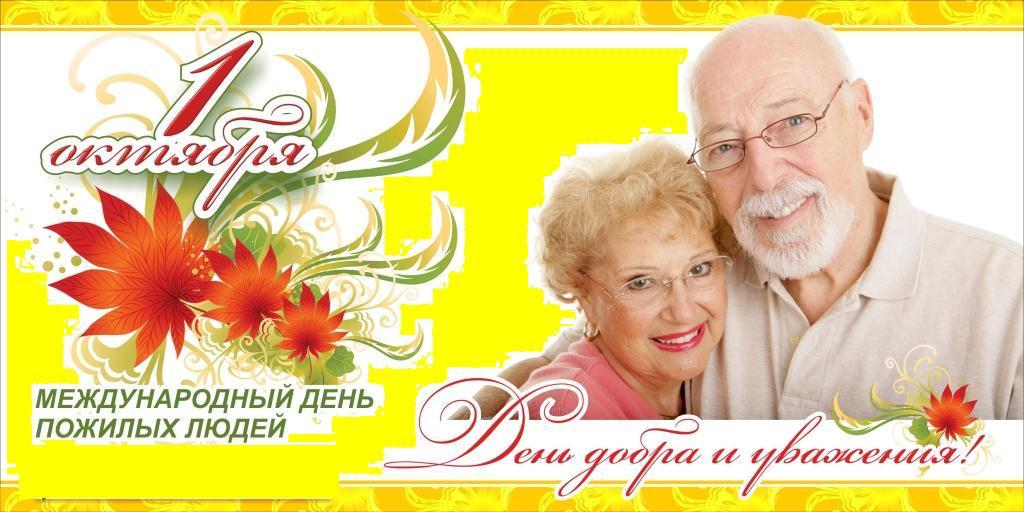 1
октября
МЕЖДУНАРОДНЫЙ ДЕНЬ
ПОЖИЛЫХ ЛЮДЕЙ
День добра и уважения!